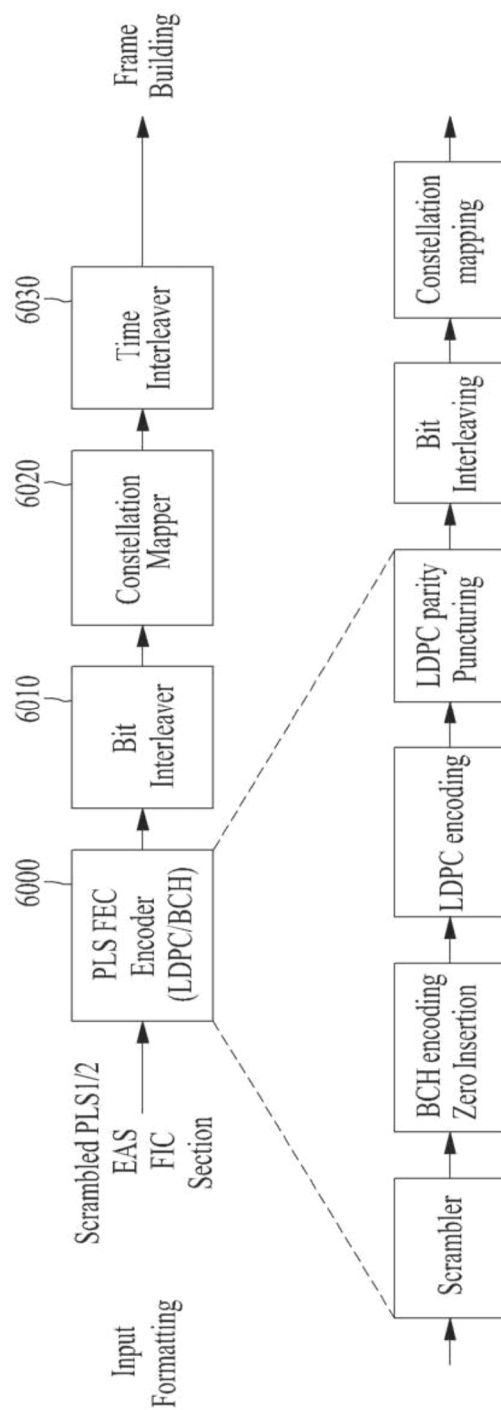 Input
Formatting
Scrambled PLS1/2
EAS
FIC
Section
6000
PLS FEC
Encoder
(LDPC/BCH)
6010
Bit
Interleaver
6020
Constellation
Mapper
6030
Time
Interleaver
Frame
Building
Scrambler
BCH encoding
Zero Insertion
LDPC encoding
LDPC parity
Puncturing
Bit
Interleaving
Constellation
mapping